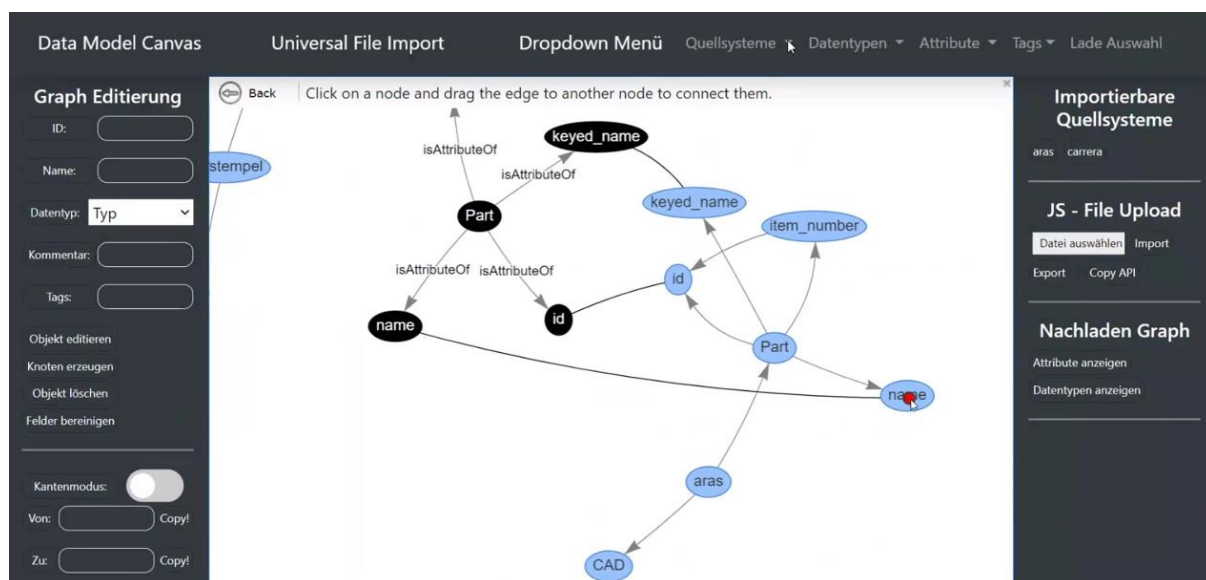 Data Model Canvas
Universal File Import
Dropdown Menü
Quellsysteme
Datentypen
Attribute
Tags
Lade Auswahl
Graph Editierung
ID:
Name:
Datentyp: Typ
Kommentar:
Tags:
Objekt editieren
Knoten erzeugen
Objekt löschen
Felder bereinigen
Kantenmodus:
Von: Copy!
Zu: Copy!
Back
Click on a node and drag the edge to another node to connect them.
stempel
isAttributeOf
keyed_name
isAttributeOf
Part
keyed_name
item_number
isAttributeOf isAttributeOf
id
name
id
Part
name
aras
CAD
Importierbare
Quellsysteme
aras carrera
JS - File Upload
Datei auswählen Import
Export Copy API
Nachladen Graph
Attribute anzeigen
Datentypen anzeigen